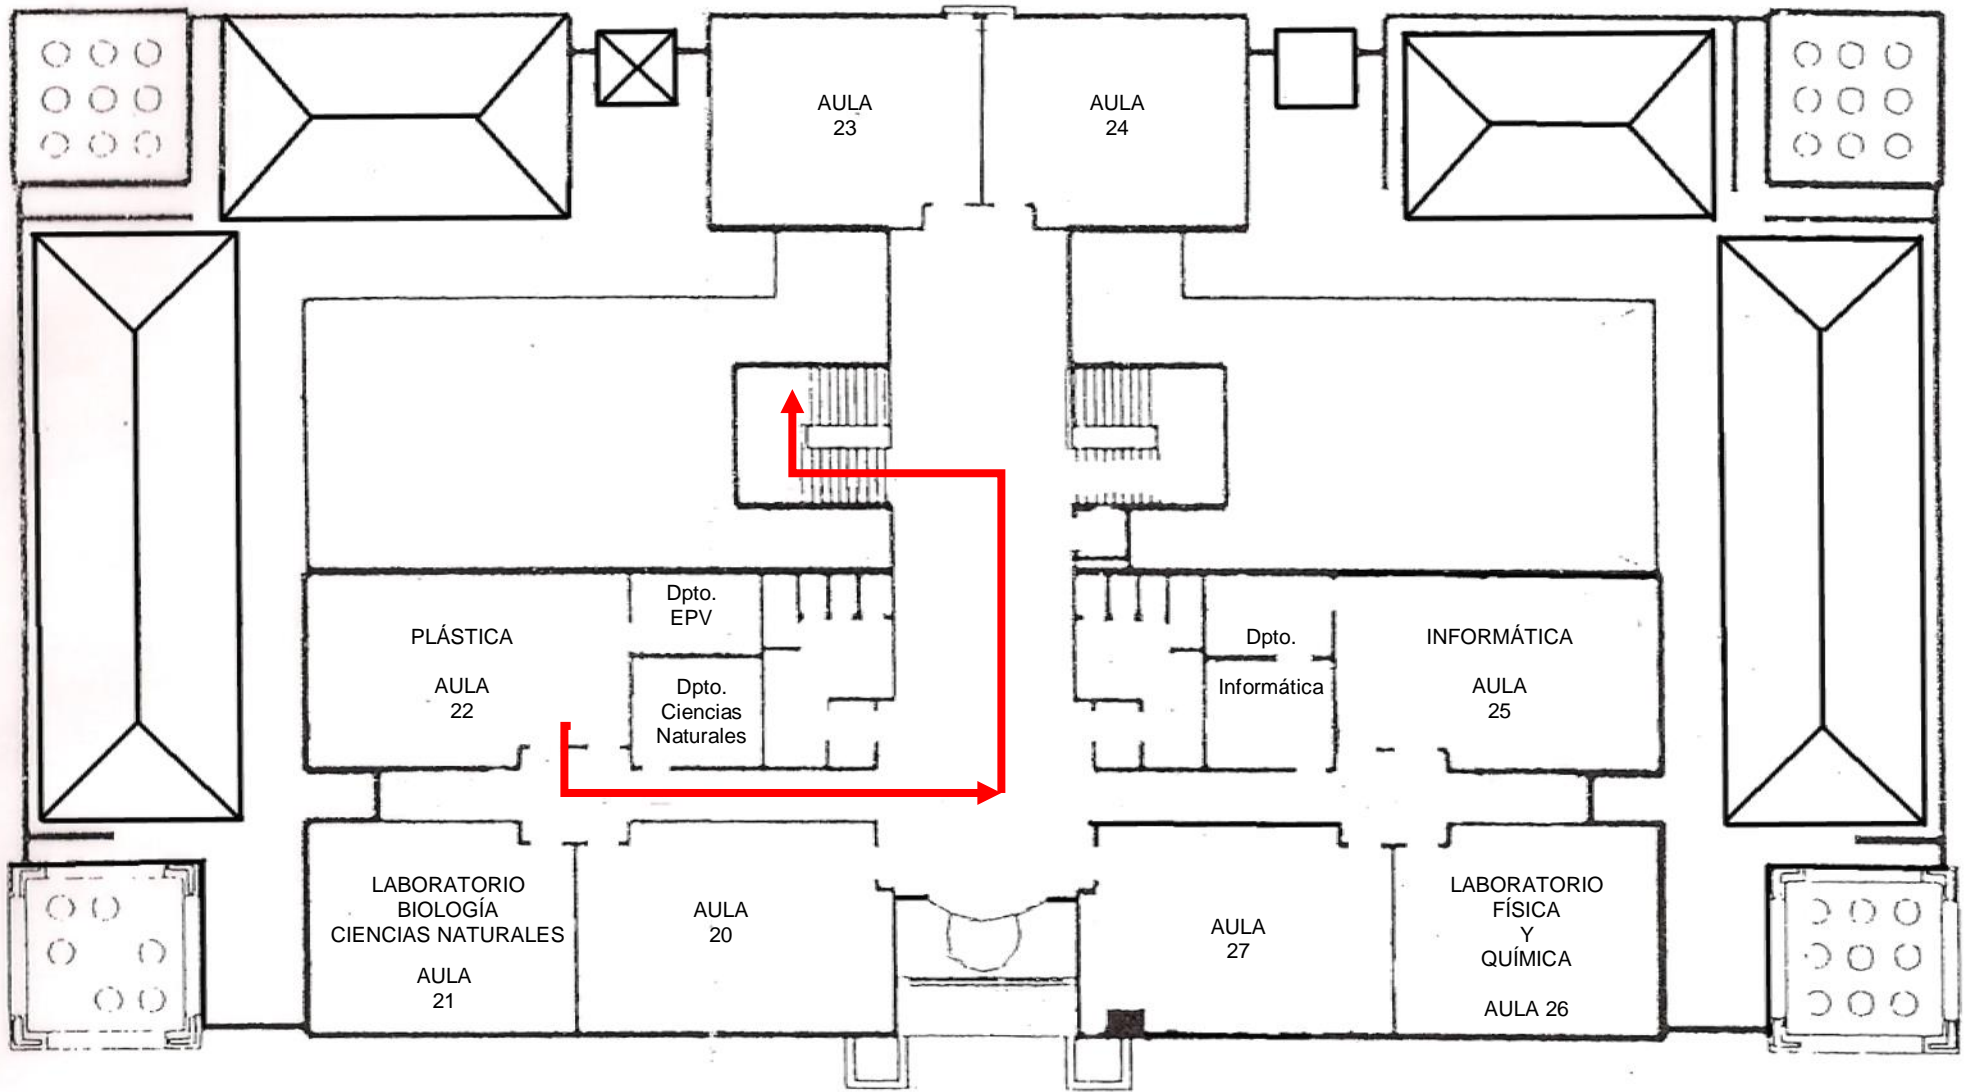 AULA
23
AULA
24
PLÁSTICA
AULA
22
Dpto.
EPV
Dpto.
Ciencias
Naturales
Dpto.
Informática
INFORMÁTICA
AULA
25
LABORATORIO
BIOLOGÍA
CIENCIAS NATURALES
AULA
21
AULA
20
AULA
27
LABORATORIO
FÍSICA
Y
QUÍMICA
AULA 26